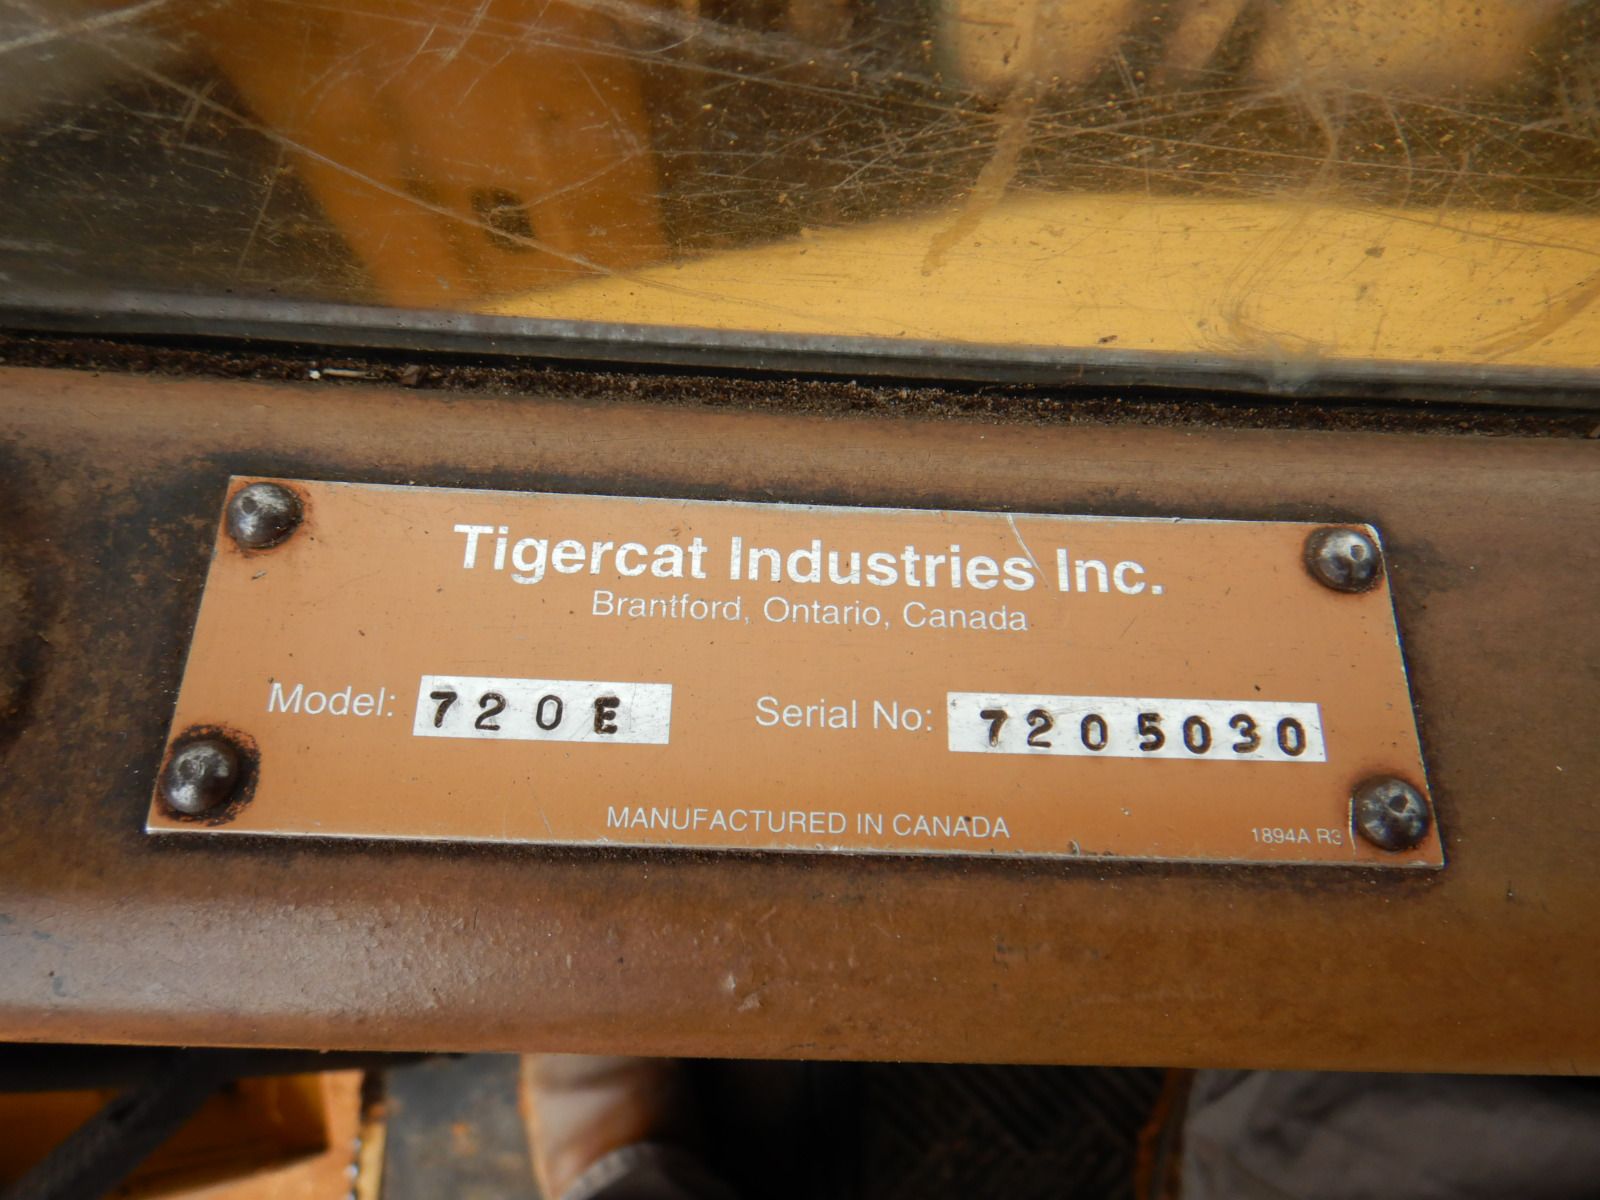 Tigercat Industries Inc.
Brantford, Ontario, Canada
Model: 720E Serial No: 7205030
MANUFACTURED IN CANADA
1894A R3